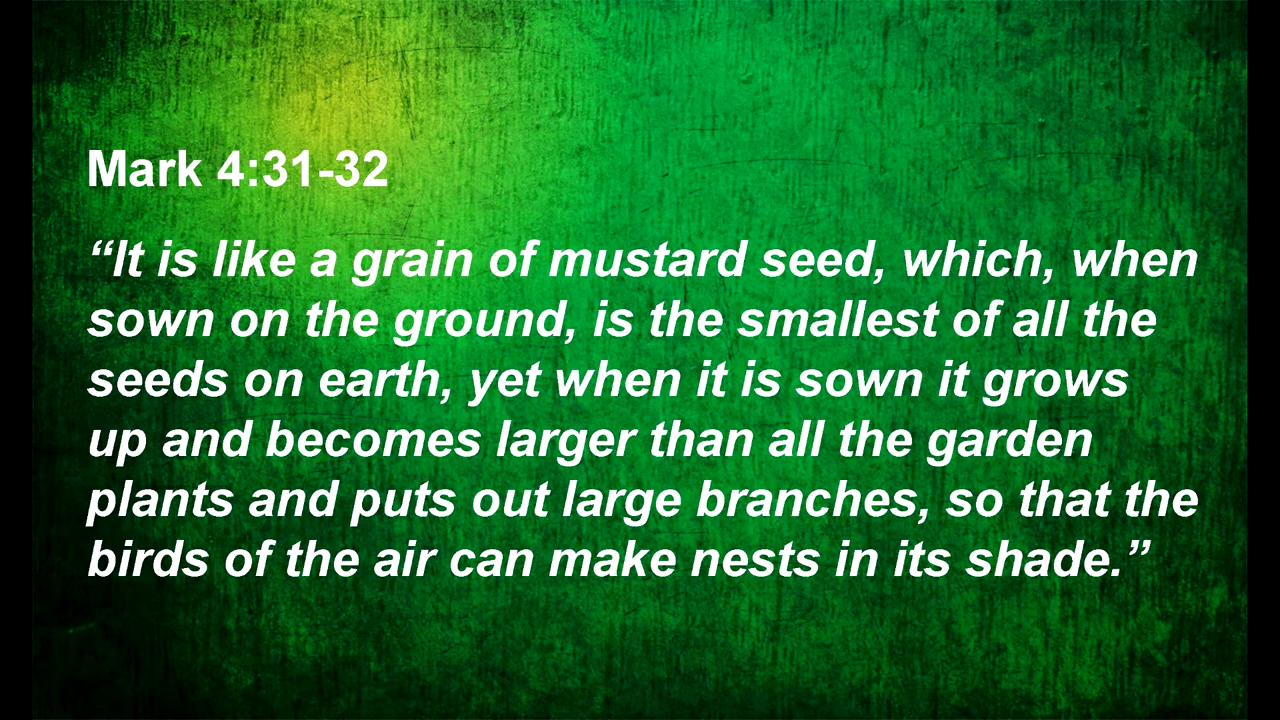 Mark 4:31-32
“It is like a grain of mustard seed, which, when
sown on the ground, is the smallest of all the
seeds on earth, yet when it is sown it grows
up and becomes larger than all the garden
plants and puts out large branches, so that the
birds of the air can make nests in its shade.”